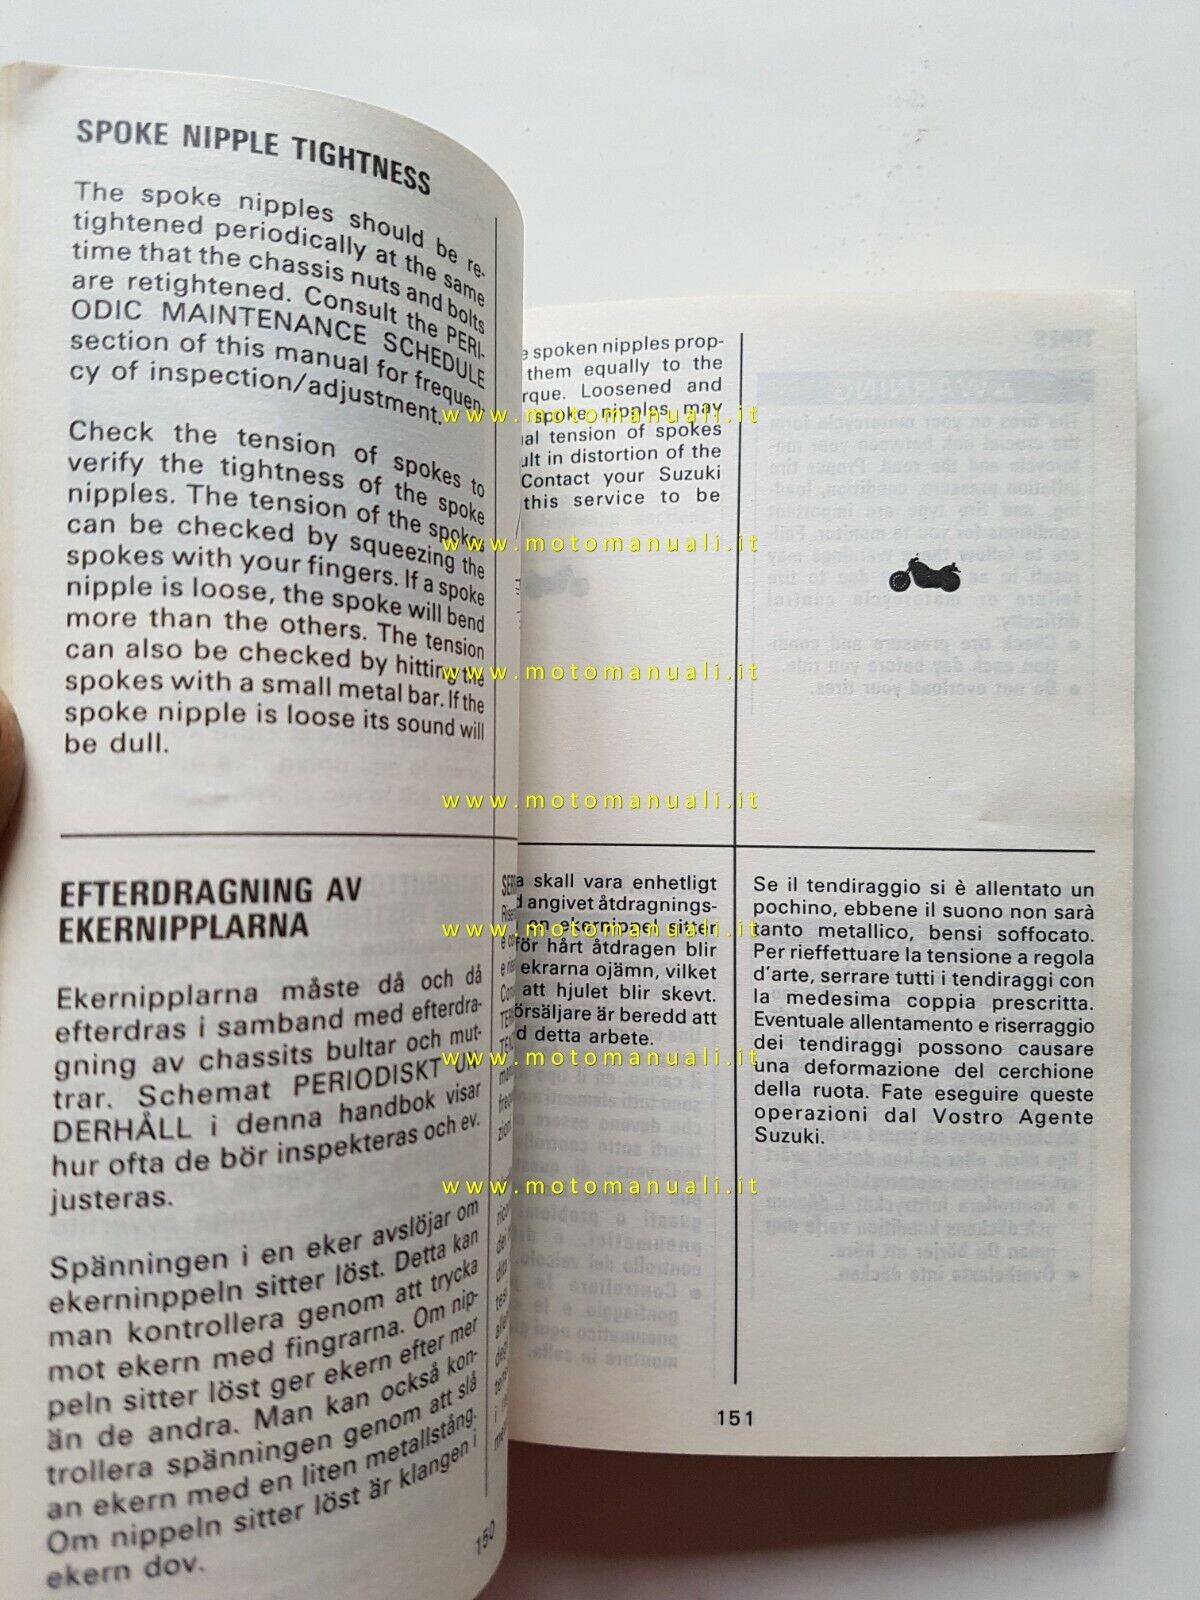 SPOKE NIPPLE TIGHTNESS
The spoke nipples should be re-
tightened periodically at the same
time that the chassis nuts and bolts
are retightened. Consult the PERI-
ODIC MAINTENANCE SCHEDULE
section of this manual for frequen-
cy of inspection/adjustment.
Check the tension of spokes to
verify the tightness of the spoke
nipples. The tension of the spokes
can be checked by squeezing the
spokes with your fingers. If a spoke
nipple is loose, the spoke will bend
more than the others. The tension
can also be checked by hitting the
spokes with a small metal bar. If the
spoke nipple is loose its sound will
be dull.
EFTERDRAGNING AV
EKERNIPPLARNA
Ekernipplarna måste då och då
efterdras i samband med efterdra-
gning av chassits bultar och mut-
trar. Schemat PERIODISKT UN-
DERHÅLL i denna handbok visar
hur ofta de bör inspekteras och ev.
justeras.
Spänningen i en eker avslöjar om
ekerninppeln sitter löst. Detta kan
man kontrollera genom att trycka
mot ekern med fingrarna. Om nip-
peln sitter löst ger ekern efter mer
än de andra. Man kan också kon-
trollera spänningen genom att slå
an ekern med en liten metallstång.
Om nippeln sitter löst är klangen i
ekern dov.
150
spoken nipples prop-
them equally to the
rque. Loosened and
spoke nipples may
tension of spokes
ult in distortion of the
Contact your Suzuki
this service to be
a skall vara enhetligt
d angivet åtdragnings-
en ekernippel sitter
för hårt åtdragen blir
ekrarna ojämn, vilket
att hjulet blir skevt.
örsäljare är beredd att
d detta arbete.
Se il tendiraggio si è allentato un
pochino, ebbene il suono non sarà
tanto metallico, bensi soffocato.
Per rieffettuare la tensione a regola
d'arte, serrare tutti i tendiraggi con
la medesima coppia prescritta.
Eventuale allentamento e riserraggio
dei tendiraggi possono causare
una deformazione del cerchione
della ruota. Fate eseguire queste
operazioni dal Vostro Agente
Suzuki.
151
www.motomanuali.it
www.motomanuali.it
www.motomanuali.it
www.motomanuali.it
www.motomanuali.it
www.motomanuali.it
www.motomanuali.it